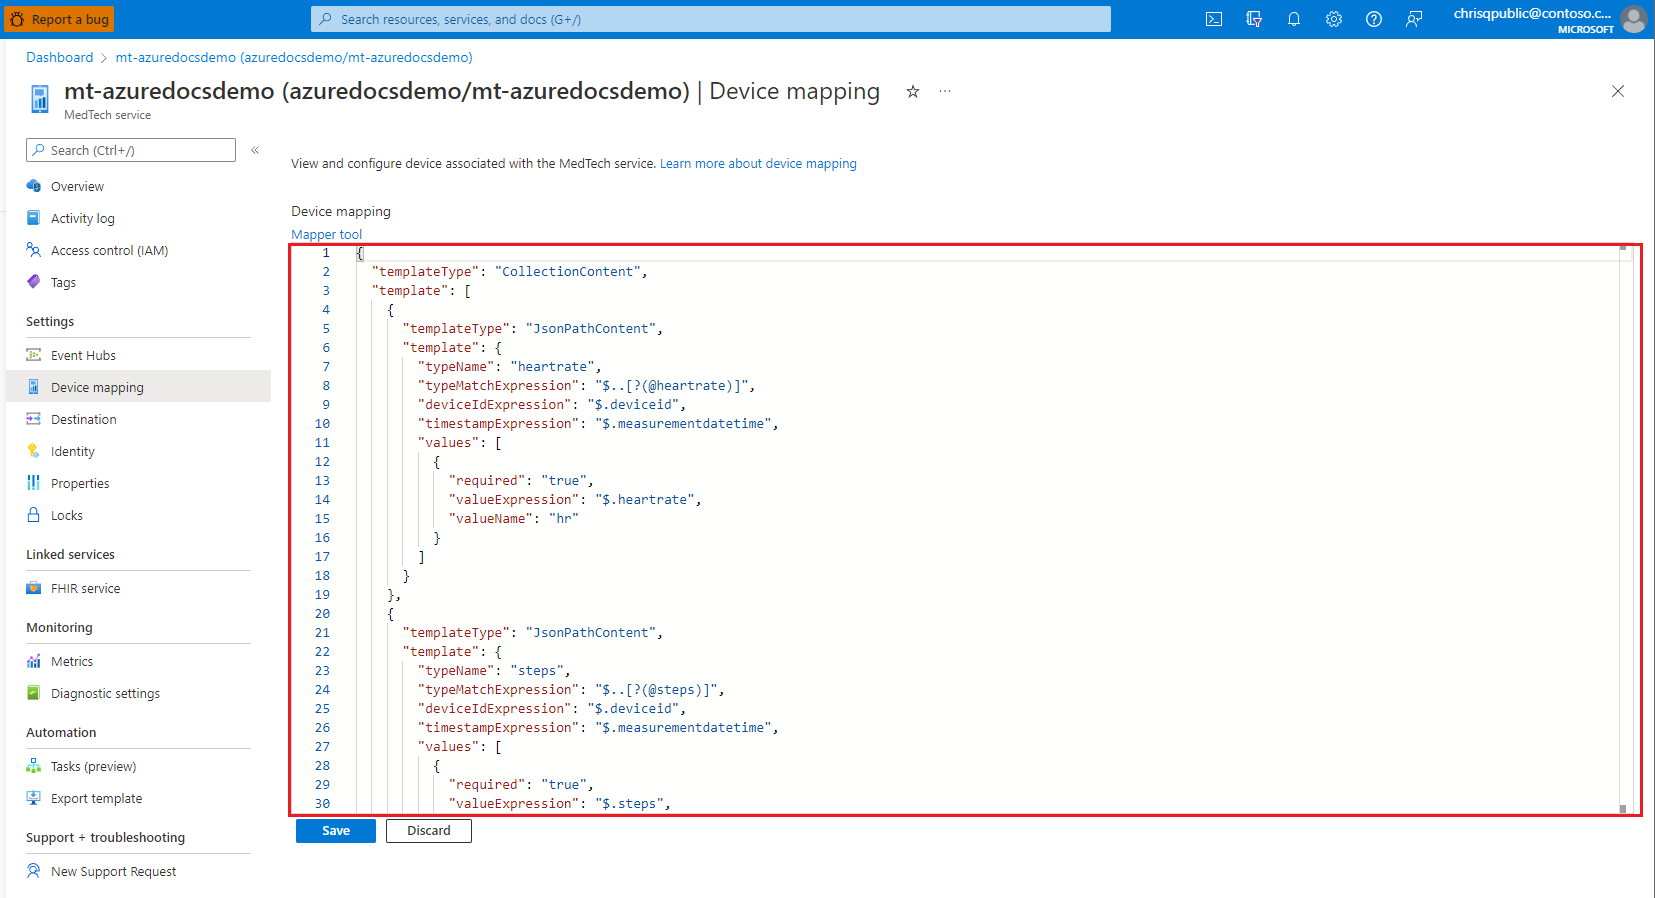 Report a bug
Search resources, services, and docs (G+/)
chrisqpublic@contoso.c...
MICROSOFT
Dashboard > mt-azuredocsdemo (azuredocsdemo/mt-azuredocsdemo)
mt-azuredocsdemo (azuredocsdemo/mt-azuredocsdemo) | Device mapping
MedTech service
Search (Ctrl+/)
Overview
Activity log
Access control (IAM)
Tags
Settings
Event Hubs
Device mapping
Destination
Identity
Properties
Locks
Linked services
FHIR service
Monitoring
Metrics
Diagnostic settings
Automation
Tasks (preview)
Export template
Support + troubleshooting
New Support Request
View and configure device associated with the MedTech service. Learn more about device mapping
Device mapping
Mapper tool
1 {
2 "templateType": "CollectionContent",
3 "template": [
4 {
5 "templateType": "JsonPathContent",
6 "template": {
7 "typeName": "heartrate",
8 "typeMatchExpression": "$..[?(@heartrate)]",
9 "deviceIdExpression": "$.deviceid",
10 "timestampExpression": "$.measurementdatetime",
11 "values": [
12 {
13 "required": "true",
14 "valueExpression": "$.heartrate",
15 "valueName": "hr"
16 }
17 ]
18 }
19 },
20 {
21 "templateType": "JsonPathContent",
22 "template": {
23 "typeName": "steps",
24 "typeMatchExpression": "$..[?(@steps)]",
25 "deviceIdExpression": "$.deviceid",
26 "timestampExpression": "$.measurementdatetime",
27 "values": [
28 {
29 "required": "true",
30 "valueExpression": "$.steps",
Save
Discard